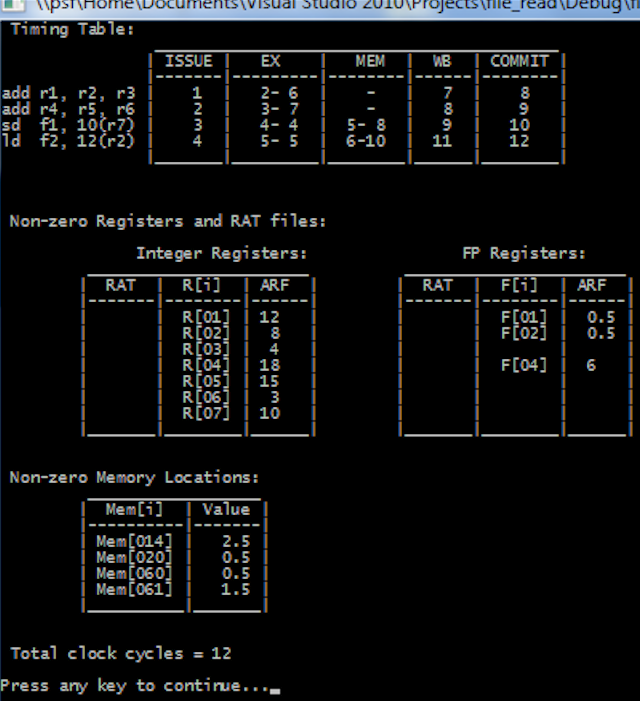 \\psf\Home\Documents\Visual Studio 2010\Projects\file_read\Debug\fi
Timing Table:
| ISSUE | EX | MEM | WB | COMMIT |
add r1, r2, r3 | 1 | 2- 6 | - | 7 | 8 |
add r4, r5, r6 | 2 | 3- 7 | - | 8 | 9 |
sd f1, 10(r7) | 3 | 4- 4 | 5- 8 | 9 | 10 |
ld f2, 12(r2) | 4 | 5- 5 | 6-10 | 11 | 12 |
Non-zero Registers and RAT files:
Integer Registers: FP Registers:
| RAT | R[i] | ARF | | RAT | F[i] | ARF |
R[01] | 12 F[01] | 0.5
R[02] | 8 F[02] | 0.5
R[03] | 4
R[04] | 18 F[04] | 6
R[05] | 15
R[06] | 3
R[07] | 10
Non-zero Memory Locations:
| Mem[i] | Value |
| Mem[014] | 2.5 |
| Mem[020] | 0.5 |
| Mem[060] | 0.5 |
| Mem[061] | 1.5 |
Total clock cycles = 12
Press any key to continue..._